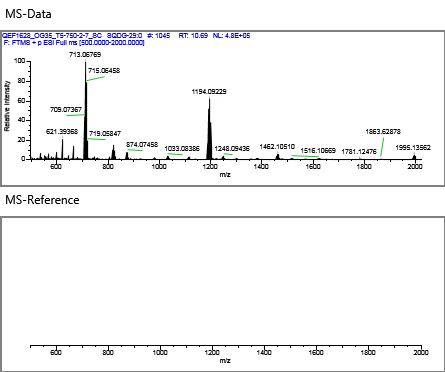 MS-Data
QEF1628_OG35_T5-750-2-7_BC SQDG-29:0 #: 1045 RT: 10.69 NL: 4.8E+05
F: FTMS + p ESI Full ms [500.0000-2000.0000]
713.06769
100
715.06458
1194.09229
80
Relative Intensity
60
709.07367
40
621.39368
719.05847
1863.62878
20
874.07458
1033.08386
1248.09436
1462.10510
1516.10669
1781.12476
1995.13562
0
600 800 1000 1200 1400 1600 1800 2000
m/z
MS-Reference
600 800 1000 1200 1400 1600 1800 2000
m/z